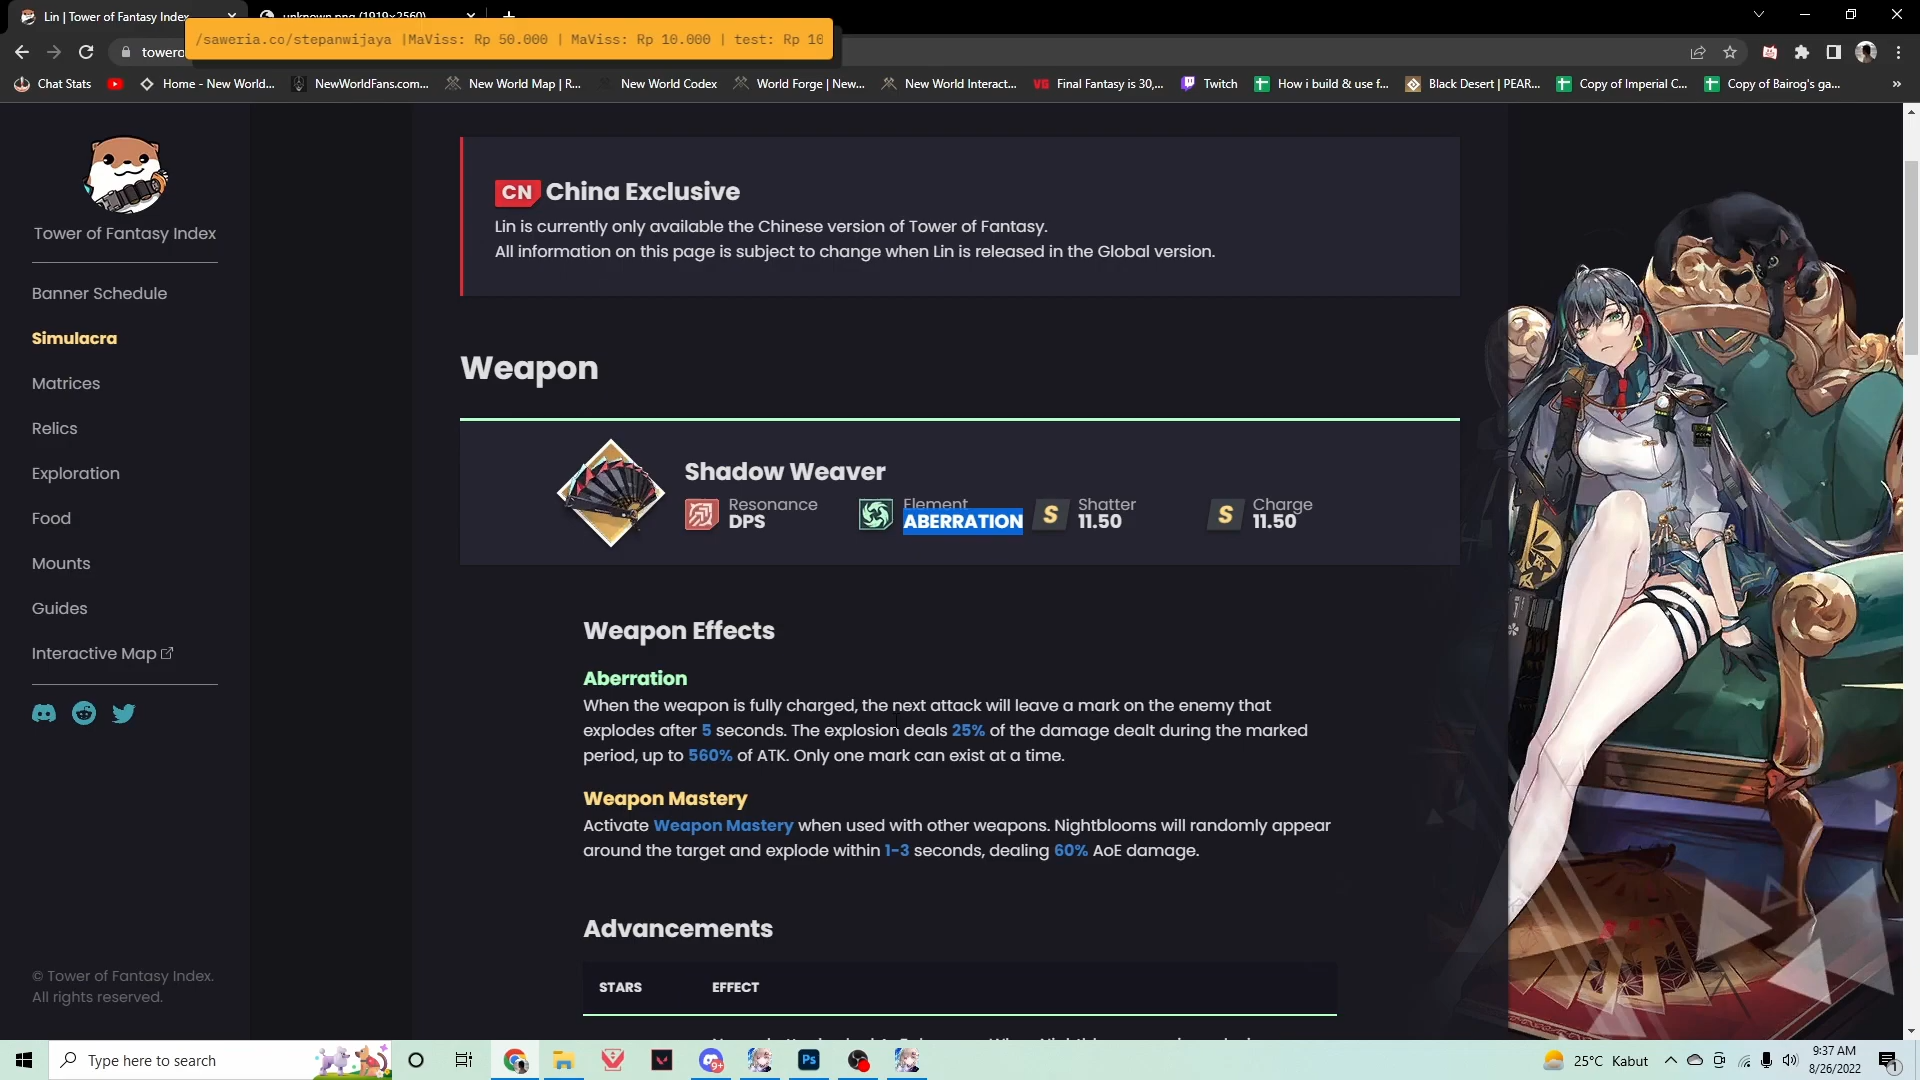 Lin | Tower of Fantasy Index
unknown.png (1919×2560)
/saweria.co/stepanwijaya |MaViss: Rp 50.000 | MaViss: Rp 10.000 | test: Rp 10
Chat Stats
Home - New World...
NewWorldFans.com...
New World Map | R...
New World Codex
World Forge | New...
New World Interact...
VG Final Fantasy is 30,...
Twitch
How i build & use f...
Black Desert | PEAR...
Copy of Imperial C...
Copy of Bairog's ga...
Tower of Fantasy Index
Banner Schedule
Simulacra
Matrices
Relics
Exploration
Food
Mounts
Guides
Interactive Map
© Tower of Fantasy Index.
All rights reserved.
CN China Exclusive
Lin is currently only available the Chinese version of Tower of Fantasy.
All information on this page is subject to change when Lin is released in the Global version.
Weapon
Shadow Weaver
Resonance
DPS
Element
ABERRATION
S
Shatter
11.50
S
Charge
11.50
Weapon Effects
Aberration
When the weapon is fully charged, the next attack will leave a mark on the enemy that
explodes after 5 seconds. The explosion deals 25% of the damage dealt during the marked
period, up to 560% of ATK. Only one mark can exist at a time.
Weapon Mastery
Activate Weapon Mastery when used with other weapons. Nightblooms will randomly appear
around the target and explode within 1-3 seconds, dealing 60% AoE damage.
Advancements
STARS EFFECT
Type here to search
Ps
25°C Kabut
9:37 AM
8/26/2022